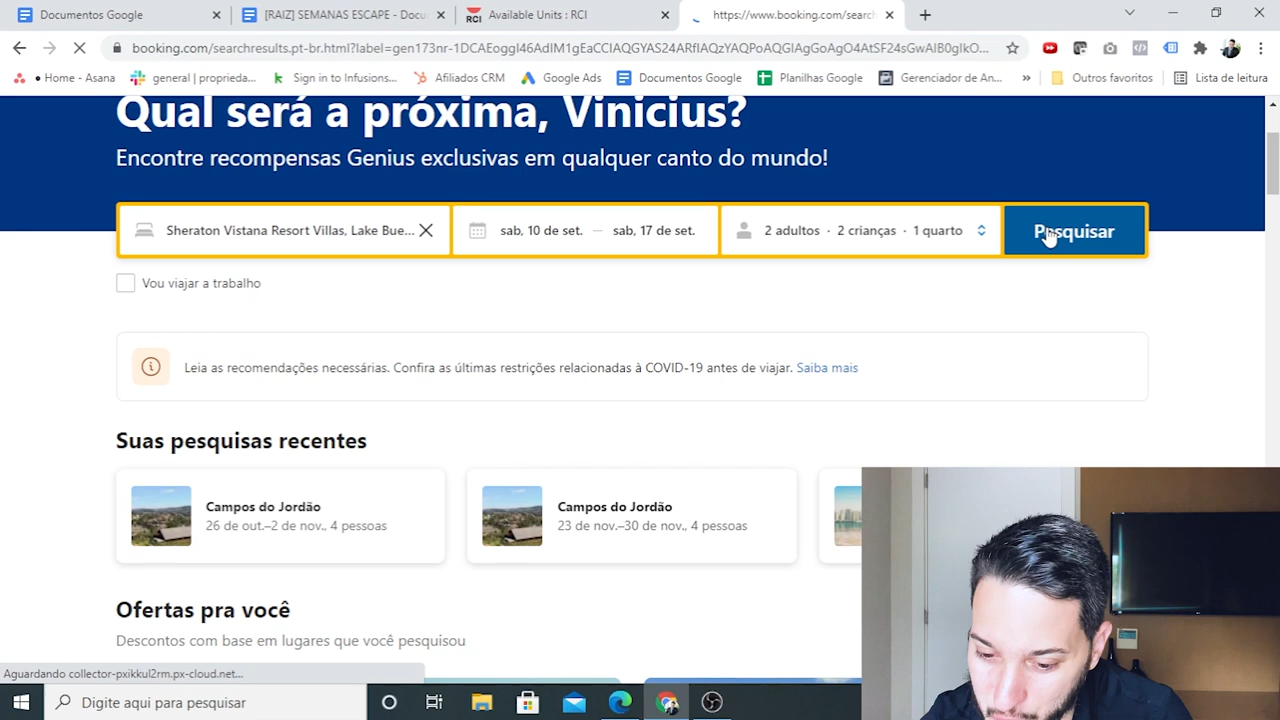 Documentos Google
[RAIZ] SEMANAS ESCAPE - Docu
RCI Available Units : RCI
https://www.booking.com/search
booking.com/searchresults.pt-br.html?label=gen173nr-1DCAEoggI46AdIM1gEaCCIAQGYAS24ARfIAQzYAQPoAQGIAgGoAgO4AtSF24sGwAIB0gIkO...
Home - Asana
general | proprieda...
Sign in to Infusions...
Afiliados CRM
Google Ads
Documentos Google
Planilhas Google
Gerenciador de An...
»
Outros favoritos
Lista de leitura
Qual será a próxima, Vinicius?
Encontre recompensas Genius exclusivas em qualquer canto do mundo!
Sheraton Vistana Resort Villas, Lake Bue...
sab, 10 de set. — sab, 17 de set.
2 adultos · 2 crianças · 1 quarto
Pesquisar
Vou viajar a trabalho
Leia as recomendações necessárias. Confira as últimas restrições relacionadas à COVID-19 antes de viajar. Saiba mais
Suas pesquisas recentes
Campos do Jordão
26 de out.–2 de nov., 4 pessoas
Campos do Jordão
23 de nov.–30 de nov., 4 pessoas
Ofertas pra você
Descontos com base em lugares que você pesquisou
Aguardando collector-pxikkul2rm.px-cloud.net...
Digite aqui para pesquisar